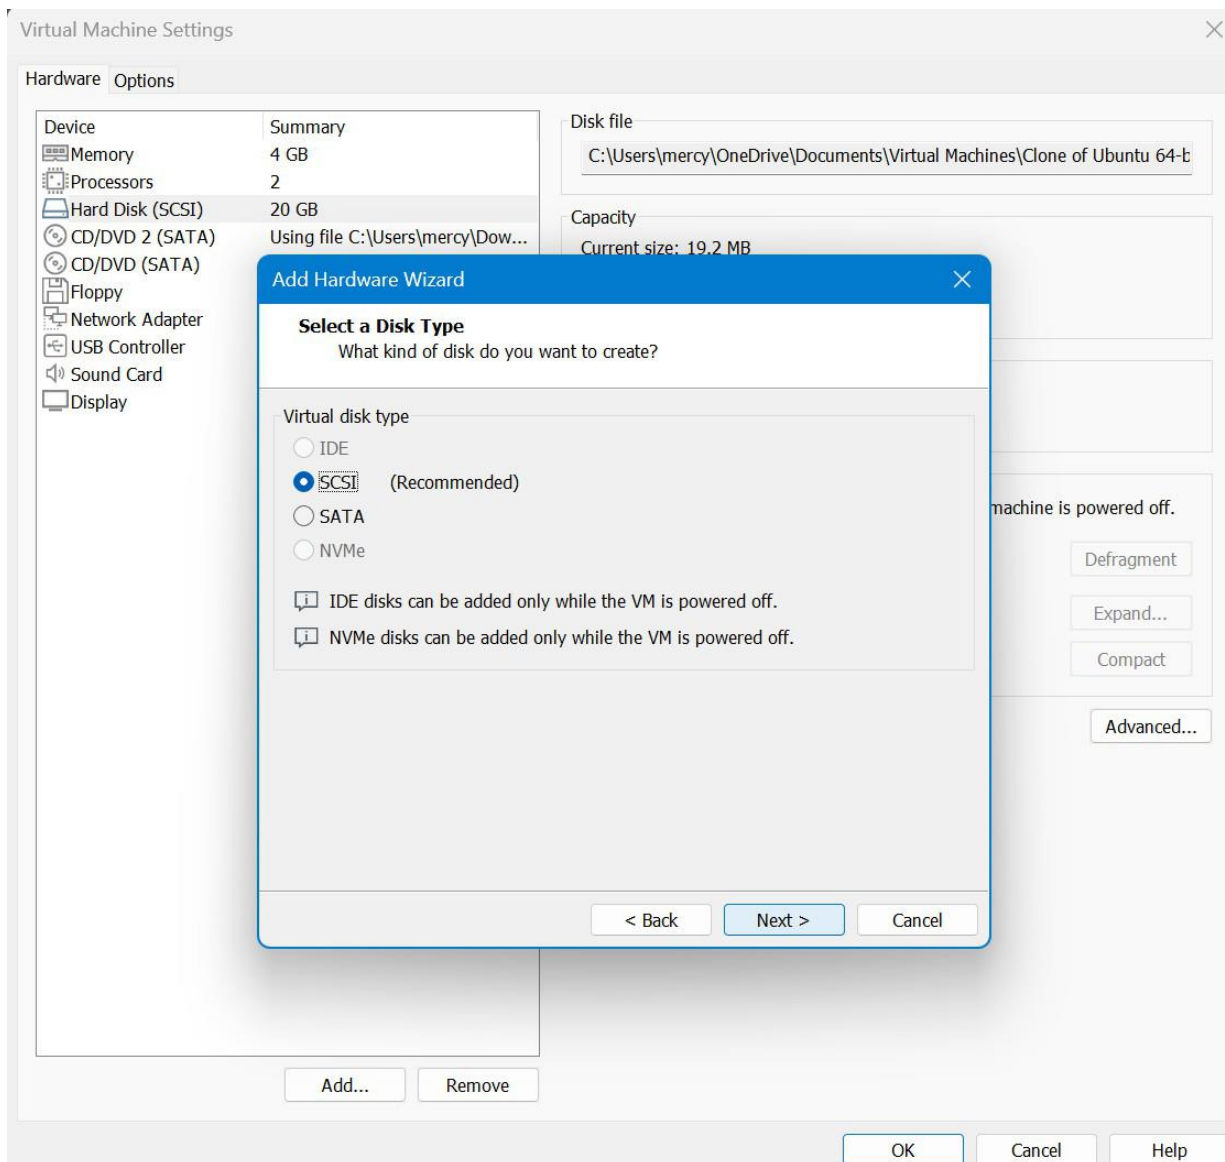 Virtual Machine Settings
Hardware Options
Device Summary
Memory 4 GB
Processors 2
Hard Disk (SCSI) 20 GB
CD/DVD 2 (SATA) Using file C:\Users\mercy\Dow...
CD/DVD (SATA)
Floppy
Network Adapter
USB Controller
Sound Card
Display
Disk file
C:\Users\mercy\OneDrive\Documents\Virtual Machines\Clone of Ubuntu 64-b
Capacity
Current size: 19.2 MB
Add Hardware Wizard
Select a Disk Type
What kind of disk do you want to create?
Virtual disk type
IDE
SCSI (Recommended)
SATA
NVMe
IDE disks can be added only while the VM is powered off.
NVMe disks can be added only while the VM is powered off.
< Back Next > Cancel
machine is powered off.
Defragment
Expand...
Compact
Advanced...
Add... Remove
OK Cancel Help